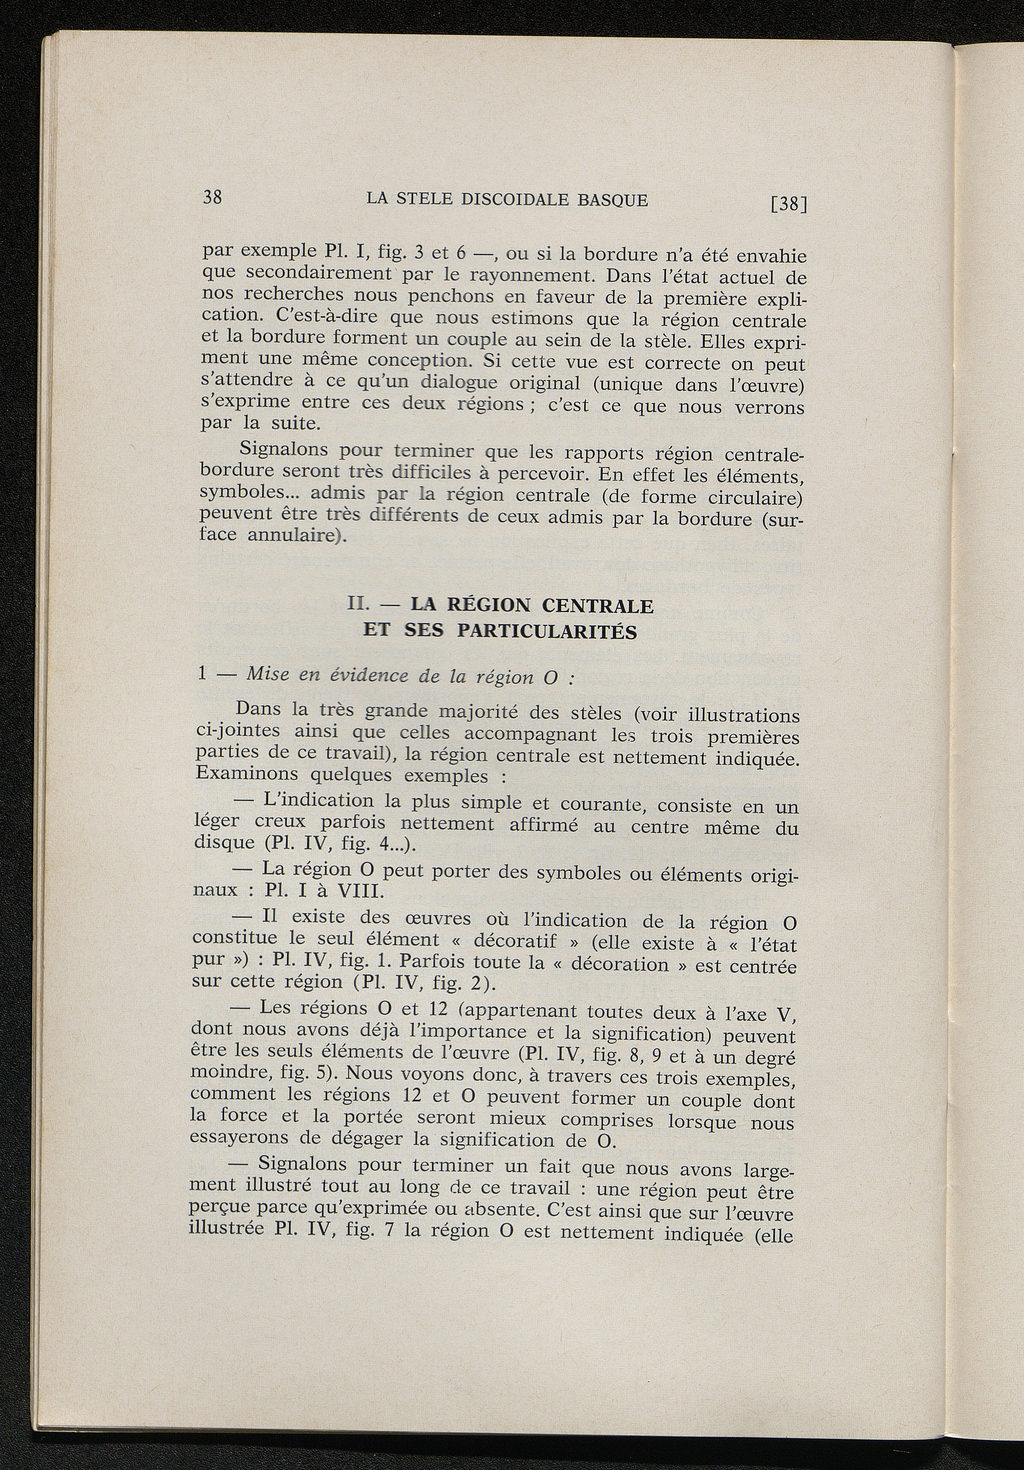 38 LA STELE DISCOIDALE BASQUE [38]
par exemple Pl. I, fig. 3 et 6 —, ou si la bordure n'a été envahie
que secondairement par le rayonnement. Dans l'état actuel de
nos recherches nous penchons en faveur de la première expli-
cation. C'est-à-dire que nous estimons que la région centrale
et la bordure forment un couple au sein de la stèle. Elles expri-
ment une même conception. Si cette vue est correcte on peut
s'attendre à ce qu'un dialogue original (unique dans l'œuvre)
s'exprime entre ces deux régions ; c'est ce que nous verrons
par la suite.
Signalons pour terminer que les rapports région centrale-
bordure seront très difficiles à percevoir. En effet les éléments,
symboles... admis par la région centrale (de forme circulaire)
peuvent être très différents de ceux admis par la bordure (sur-
face annulaire).
II. — LA RÉGION CENTRALE
ET SES PARTICULARITÉS
1 — Mise en évidence de la région O :
Dans la très grande majorité des stèles (voir illustrations
ci-jointes ainsi que celles accompagnant les trois premières
parties de ce travail), la région centrale est nettement indiquée.
Examinons quelques exemples :
— L'indication la plus simple et courante, consiste en un
léger creux parfois nettement affirmé au centre même du
disque (Pl. IV, fig. 4...).
— La région O peut porter des symboles ou éléments origi-
naux : Pl. I à VIII.
— Il existe des œuvres où l'indication de la région O
constitue le seul élément « décoratif » (elle existe à « l'état
pur ») : Pl. IV, fig. 1. Parfois toute la « décoration » est centrée
sur cette région (Pl. IV, fig. 2).
— Les régions O et 12 (appartenant toutes deux à l'axe V,
dont nous avons déjà l'importance et la signification) peuvent
être les seuls éléments de l'œuvre (Pl. IV, fig. 8, 9 et à un degré
moindre, fig. 5). Nous voyons donc, à travers ces trois exemples,
comment les régions 12 et O peuvent former un couple dont
la force et la portée seront mieux comprises lorsque nous
essayerons de dégager la signification de O.
— Signalons pour terminer un fait que nous avons large-
ment illustré tout au long de ce travail : une région peut être
perçue parce qu'exprimée ou absente. C'est ainsi que sur l'œuvre
illustrée Pl. IV, fig. 7 la région O est nettement indiquée (elle